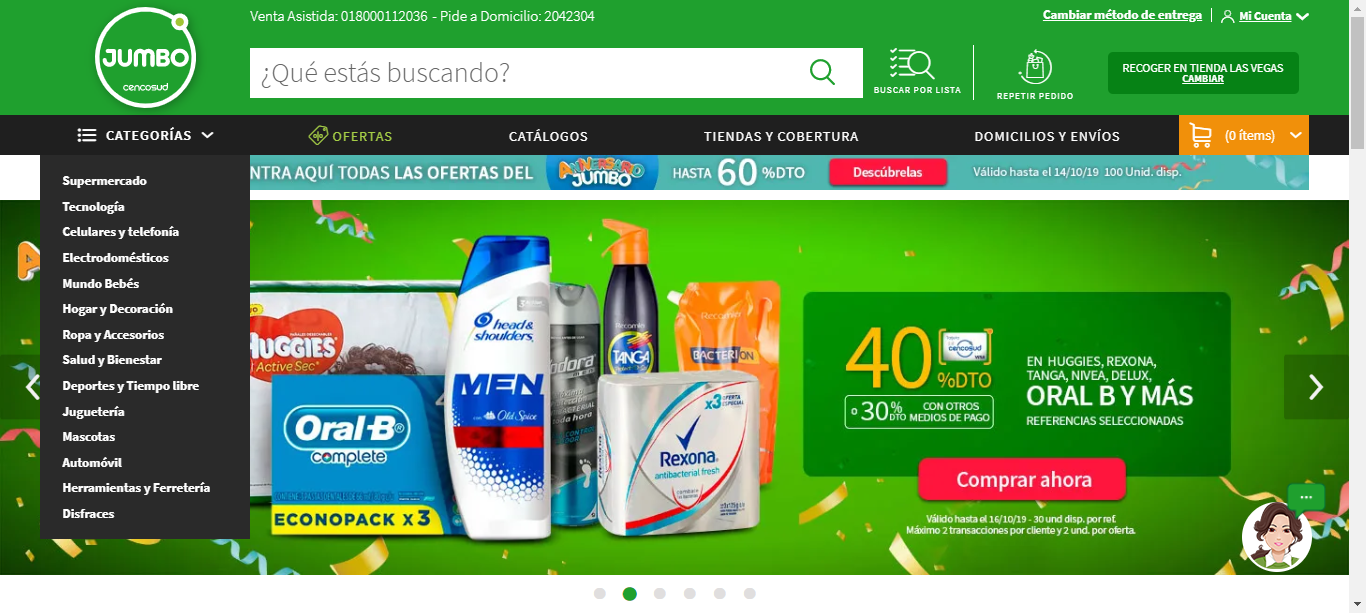 Venta Asistida: 018000112036 - Pide a Domicilio: 2042304
Cambiar método de entrega
Mi Cuenta
JUMBO
cencosud
¿Qué estás buscando?
BUSCAR POR LISTA
REPETIR PEDIDO
RECOGER EN TIENDA LAS VEGAS
CAMBIAR
CATEGORÍAS
OFERTAS
CATÁLOGOS
TIENDAS Y COBERTURA
DOMICILIOS Y ENVÍOS
(0 ítems)
NTRA AQUÍ TODAS LAS OFERTAS DEL
ANIVERSARIO
JUMBO
HASTA 60 %DTO
Descúbrelas
Válido hasta el 14/10/19 100 Unid. disp.
Supermercado
Tecnología
Celulares y telefonía
Electrodomésticos
Mundo Bebés
Hogar y Decoración
Ropa y Accesorios
Salud y Bienestar
Deportes y Tiempo libre
Juguetería
Mascotas
Automóvil
Herramientas y Ferretería
Disfraces
HUGGIES
Active Sec
Oral-B
complete
ECONOPACK X 3
head&
shoulders
MEN
Old Spice
odora
Recamier
TANGA
Recamier
BACTERION
x3 OFERTA
ESPECIAL
Rexona
antibacterial fresh
40 %DTO
cencosud
o 30% DTO CON OTROS
MEDIOS DE PAGO
EN HUGGIES, REXONA,
TANGA, NIVEA, DELUX,
ORAL B Y MÁS
REFERENCIAS SELECCIONADAS
Comprar ahora
Válido hasta el 16/10/19 - 30 und disp. por ref.
Máximo 2 transacciones por cliente y 2 und. por oferta.